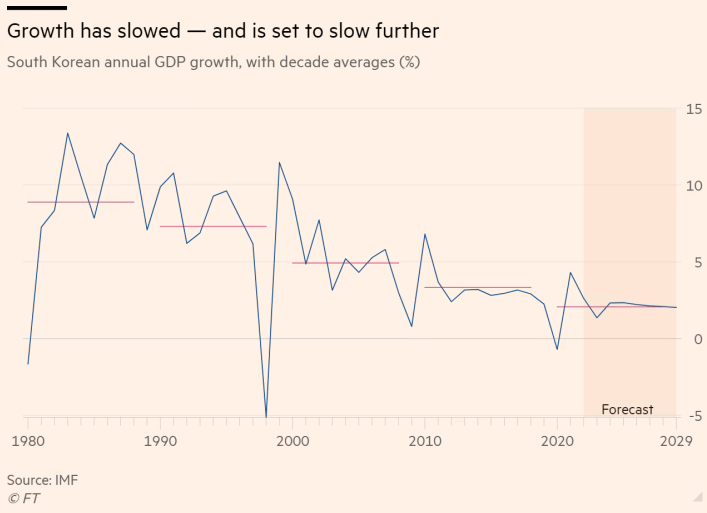 Growth has slowed — and is set to slow further
South Korean annual GDP growth, with decade averages (%)
15
10
5
0
-5
Forecast
1980 1990 2000 2010 2020 2029
Source: IMF
© FT